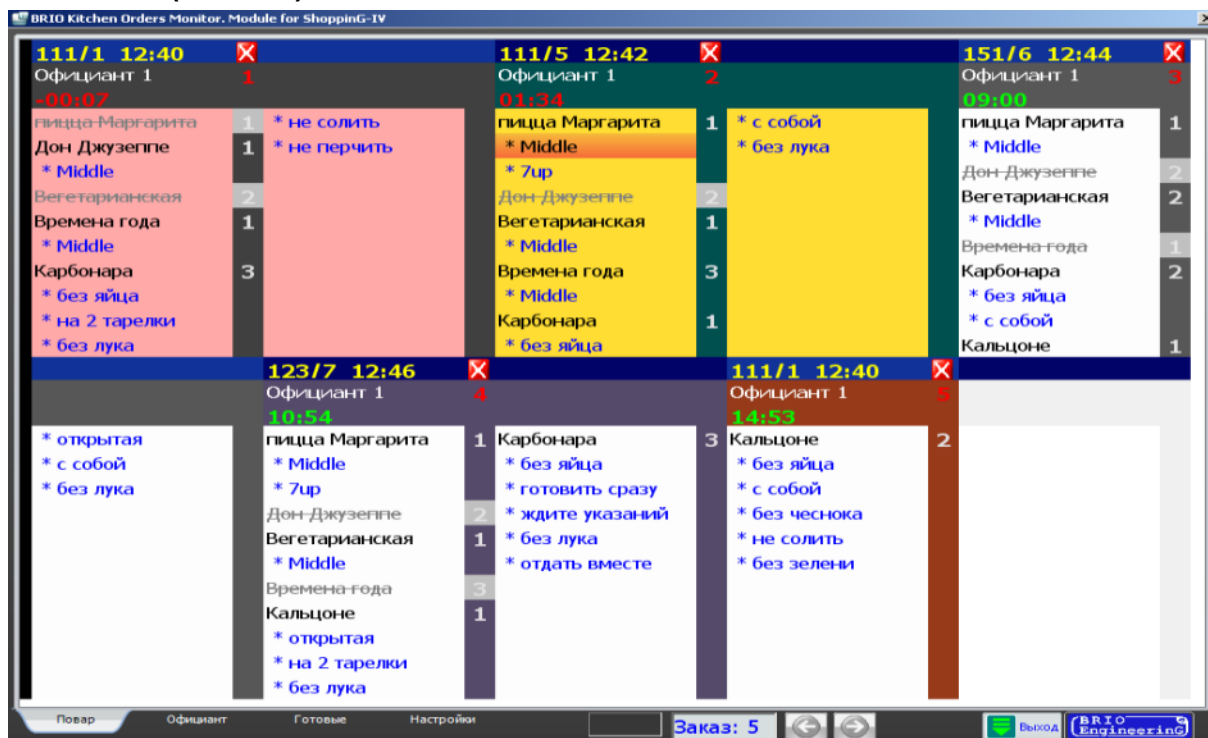 BRIO Kitchen Orders Monitor. Module for ShoppinG-IV
111/1 12:40
Официант 1
1
-00:07
пицца Маргарита 1
Дон Джузеппе 1
* Middle
Вегетарианская 2
Времена года 1
* Middle
Карбонара 3
* без яйца
* на 2 тарелки
* без лука
* не солить
* не перчить
111/5 12:42
Официант 1
2
01:34
пицца Маргарита 1
* Middle
* 7up
Дон Джузеппе 2
Вегетарианская 1
* Middle
Времена года 3
* Middle
Карбонара 1
* без яйца
* с собой
* без лука
151/6 12:44
Официант 1
3
09:00
пицца Маргарита 1
* Middle
Дон Джузеппе 2
Вегетарианская 2
* Middle
Времена года 1
Карбонара 2
* без яйца
* с собой
Кальцоне 1
* открытая
* с собой
* без лука
123/7 12:46
Официант 1
4
10:54
пицца Маргарита 1
* Middle
* 7up
Дон Джузеппе 2
Вегетарианская 1
* Middle
Времена года 3
Кальцоне 1
* открытая
* на 2 тарелки
* без лука
Карбонара 3
* без яйца
* готовить сразу
* ждите указаний
* без лука
* отдать вместе
111/1 12:40
Официант 1
5
14:53
Кальцоне 2
* без яйца
* с собой
* без чеснока
* не солить
* без зелени
Повар Официант Готовые Настройки
Заказ: 5
Выход
BRIO
EngineerinG